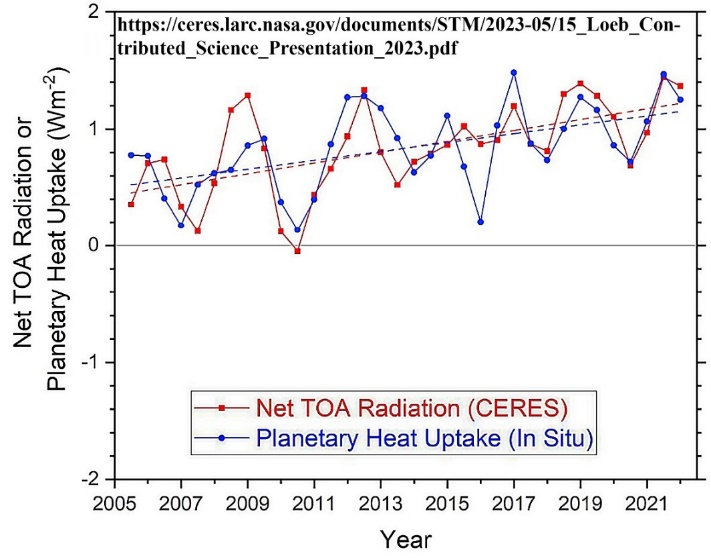 https://ceres.larc.nasa.gov/documents/STM/2023-05/15_Loeb_Con-
tributed_Science_Presentation_2023.pdf
Net TOA Radiation or
Planetary Heat Uptake (Wm-2)
2
1
0
-1
-2
Net TOA Radiation (CERES)
Planetary Heat Uptake (In Situ)
2005 2007 2009 2011 2013 2015 2017 2019 2021
Year